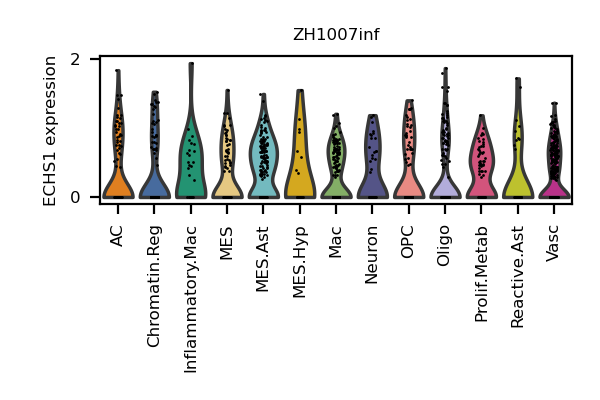 ZH1007inf
ECHS1 expression
2
0
AC
Chromatin.Reg
Inflammatory.Mac
MES
MES.Ast
MES.Hyp
Mac
Neuron
OPC
Oligo
Prolif.Metab
Reactive.Ast
Vasc